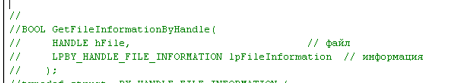 //
//BOOL GetFileInformationByHandle(
//     HANDLE hFile,                              // файл
//     LPBY_HANDLE_FILE_INFORMATION lpFileInformation  // информация
//    );